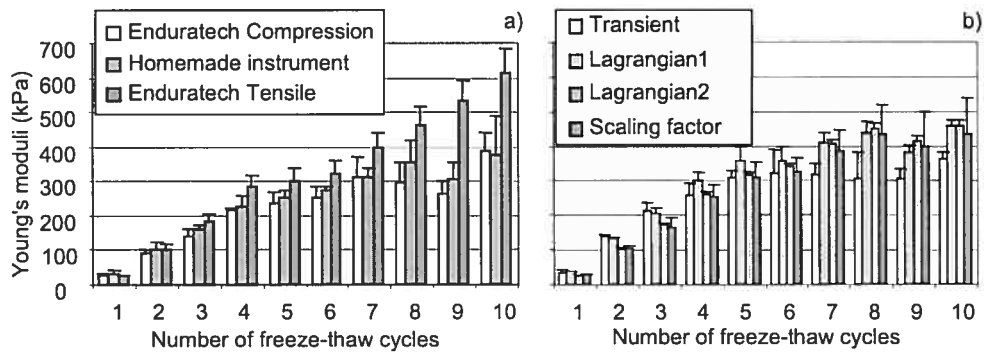 a)
Enduratech Compression
Homemade instrument
Enduratech Tensile
Young's moduli (kPa)
700
600
500
400
300
200
100
0
1 2 3 4 5 6 7 8 9 10
Number of freeze-thaw cycles
b)
Transient
Lagrangian1
Lagrangian2
Scaling factor
1 2 3 4 5 6 7 8 9 10
Number of freeze-thaw cycles